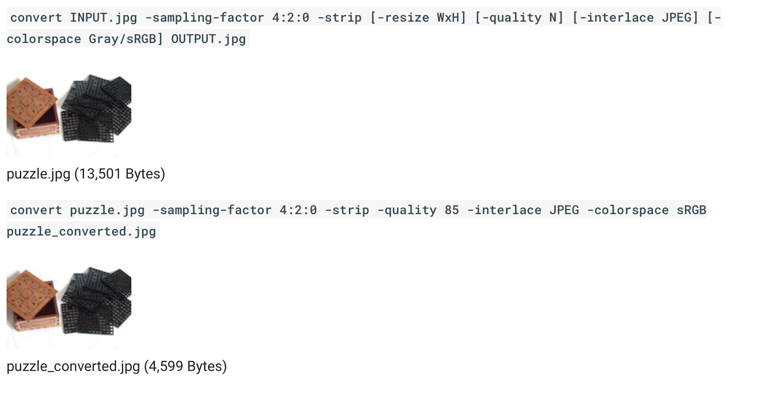 convert INPUT.jpg -sampling-factor 4:2:0 -strip [-resize WxH] [-quality N] [-interlace JPEG] [-
colorspace Gray/sRGB] OUTPUT.jpg
puzzle.jpg (13,501 Bytes)
convert puzzle.jpg -sampling-factor 4:2:0 -strip -quality 85 -interlace JPEG -colorspace sRGB
puzzle_converted.jpg
puzzle_converted.jpg (4,599 Bytes)